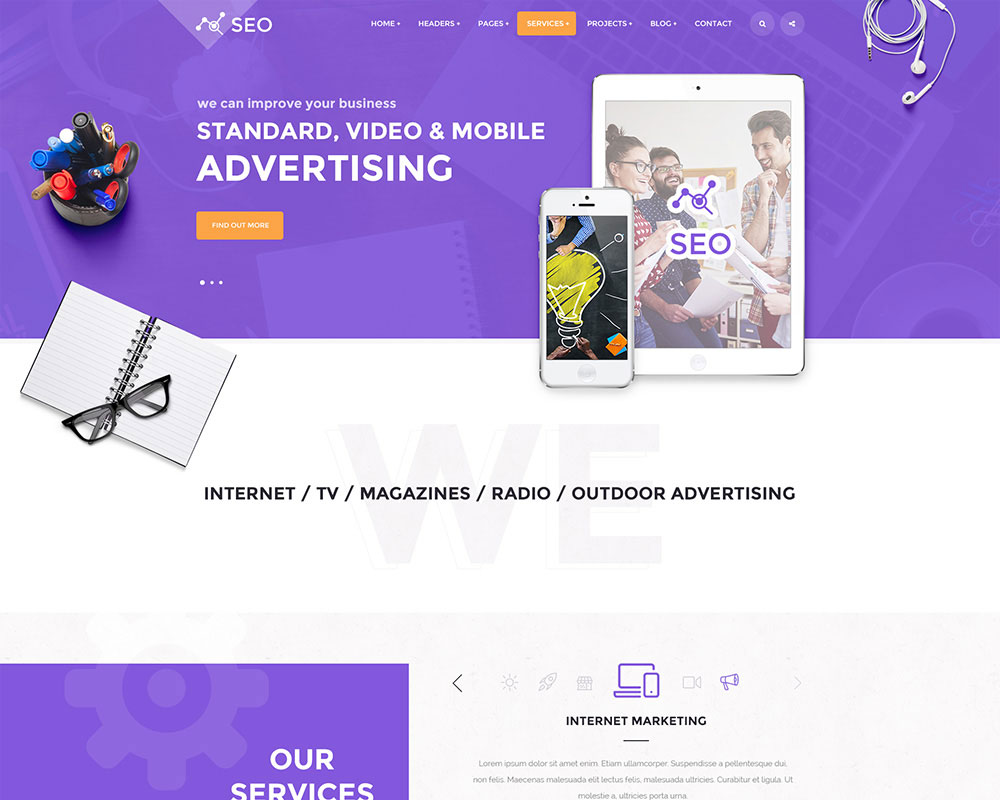 SEO
HOME +
HEADERS +
PAGES +
SERVICES +
PROJECTS +
BLOG +
CONTACT
we can improve your business
STANDARD, VIDEO & MOBILE
ADVERTISING
FIND OUT MORE
SEO
WE
INTERNET / TV / MAGAZINES / RADIO / OUTDOOR ADVERTISING
OUR
SERVICES
INTERNET MARKETING
Lorem ipsum dolor sit amet enim. Etiam ullamcorper. Suspendisse a pellentesque dui,
non felis. Maecenas malesuada elit lectus felis, malesuada ultricies. Curabitur et ligula. Ut
molestie a, ultricies porta urna.